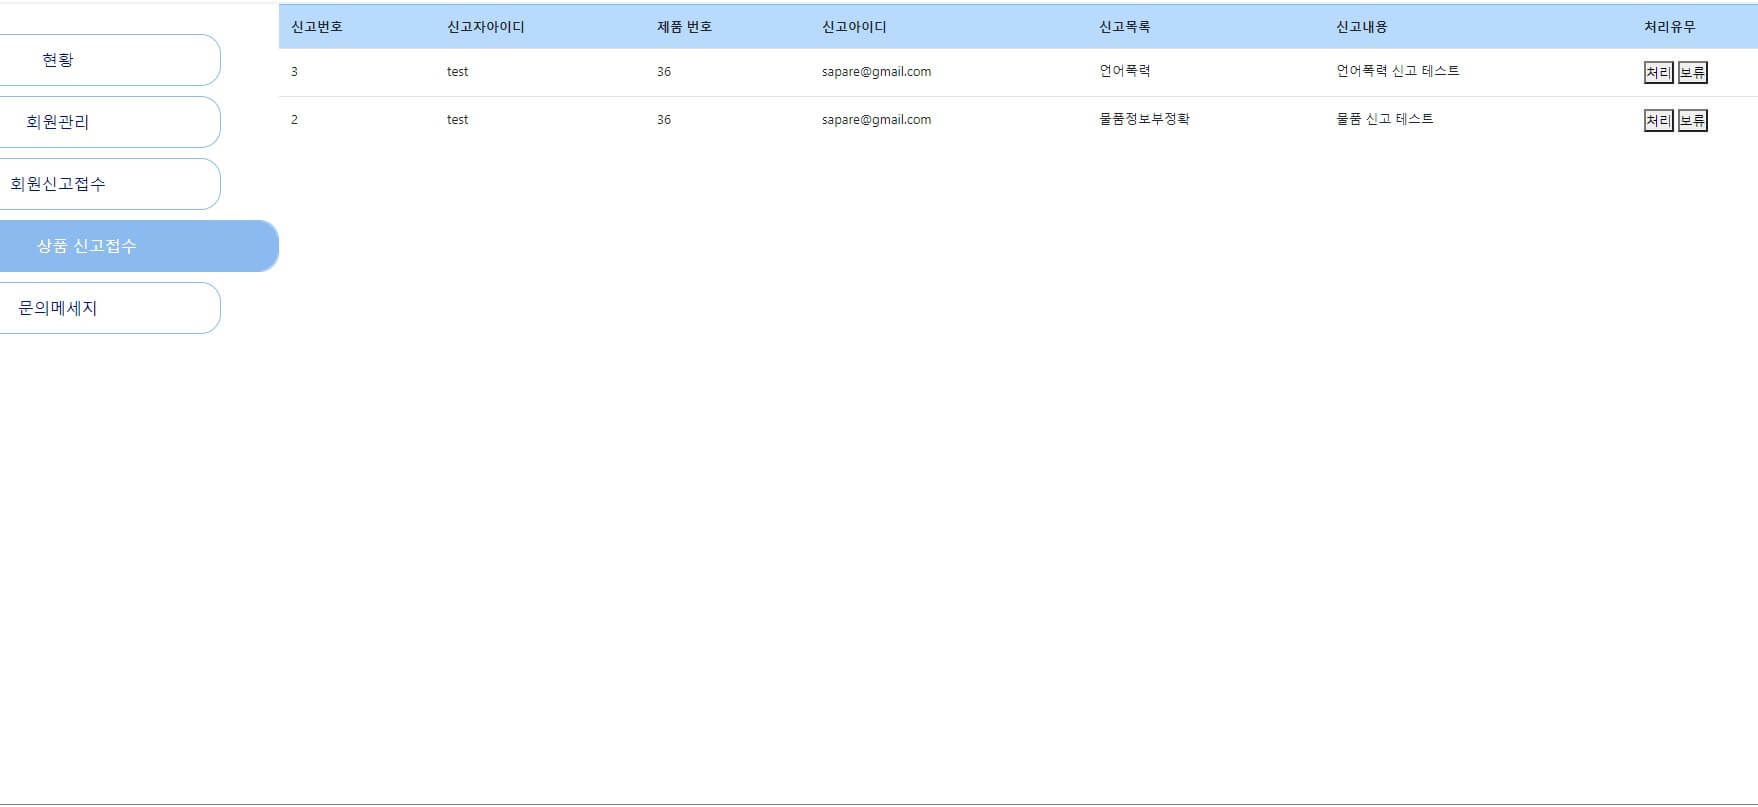 현황
회원관리
회원신고접수
상품 신고접수
문의메세지
신고번호 신고자아이디 제품 번호 신고아이디 신고목록 신고내용 처리유무
3 test 36 sapare@gmail.com 언어폭력 언어폭력 신고 테스트 처리 보류
2 test 36 sapare@gmail.com 물품정보부정확 물품 신고 테스트 처리 보류